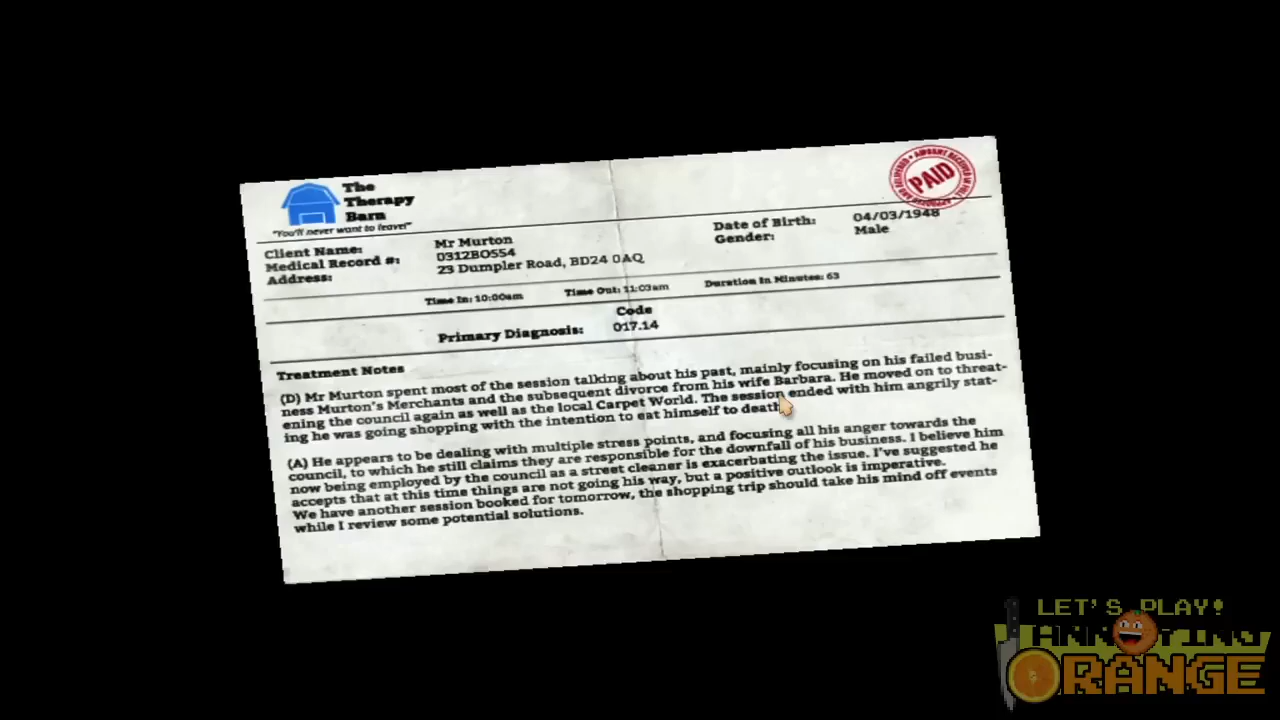 The
Therapy
Barn
"You'll never want to leave!"
PAID
Client Name: Mr Murton
Medical Record #: 0312BO554
Address: 23 Dumpler Road, BD24 0AQ
Date of Birth: 04/03/1948
Gender: Male
Time In: 10:00am Time Out: 11:03am Duration In Minutes: 63
Code
Primary Diagnosis: 017.14
Treatment Notes
(D) Mr Murton spent most of the session talking about his past, mainly focusing on his failed busi-
ness Murton's Merchants and the subsequent divorce from his wife Barbara. He moved on to threat-
ening the council again as well as the local Carpet World. The session ended with him angrily stat-
ing he was going shopping with the intention to eat himself to death
(A) He appears to be dealing with multiple stress points, and focusing all his anger towards the
council, to which he still claims they are responsible for the downfall of his business. I believe him
now being employed by the council as a street cleaner is exacerbating the issue. I've suggested he
accepts that at this time things are not going his way, but a positive outlook is imperative.
We have another session booked for tomorrow, the shopping trip should take his mind off events
while I review some potential solutions.
LET'S PLAY!
ANNOYING
ORANGE